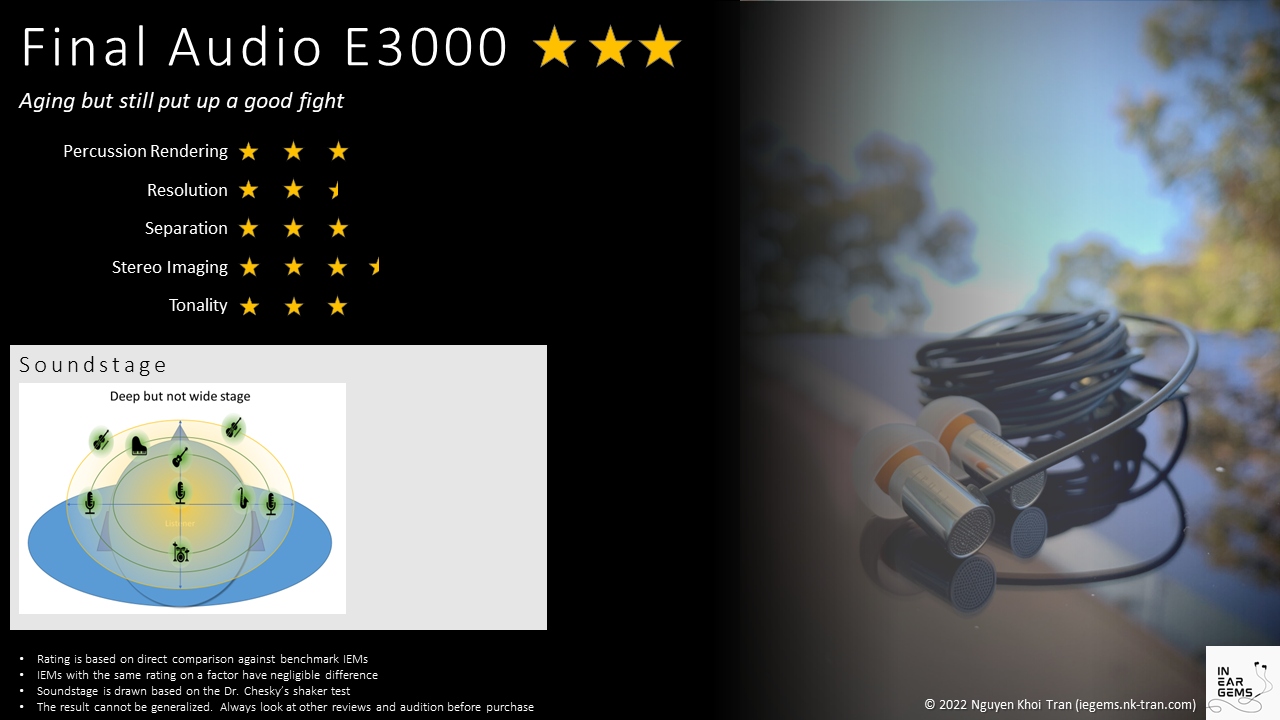 Final Audio E3000
Aging but still put up a good fight
Percussion Rendering
Resolution
Separation
Stereo Imaging
Tonality
Soundstage
Deep but not wide stage
Listener
• Rating is based on direct comparison against benchmark IEMs
• IEMs with the same rating on a factor have negligible difference
• Soundstage is drawn based on the Dr. Chesky's shaker test
• The result cannot be generalized. Always look at other reviews and audition before purchase
© 2022 Nguyen Khoi Tran (iegems.nk-tran.com)
IN
EAR
GEMS